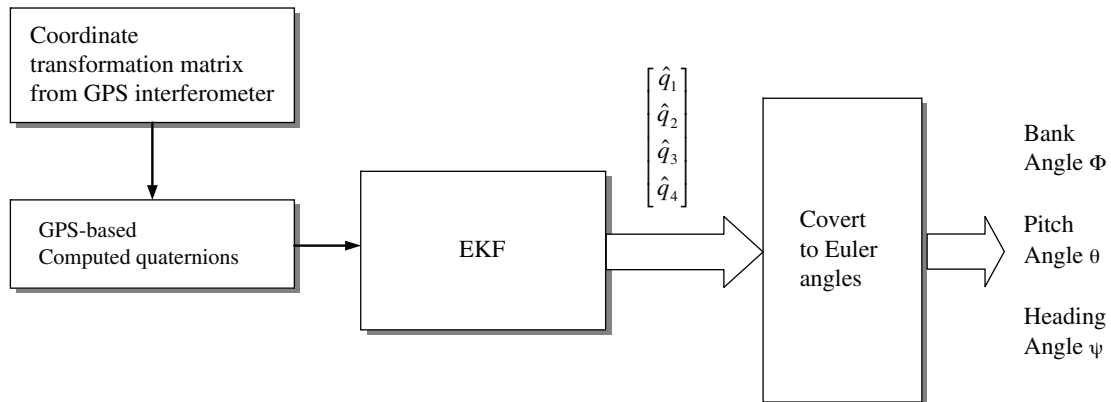 Coordinate
transformation matrix
from GPS interferometer
GPS-based
Computed quaternions
EKF
q̂₁
q̂₂
q̂₃
q̂₄
Covert
to Euler
angles
Bank
Angle Φ
Pitch
Angle θ
Heading
Angle ψ